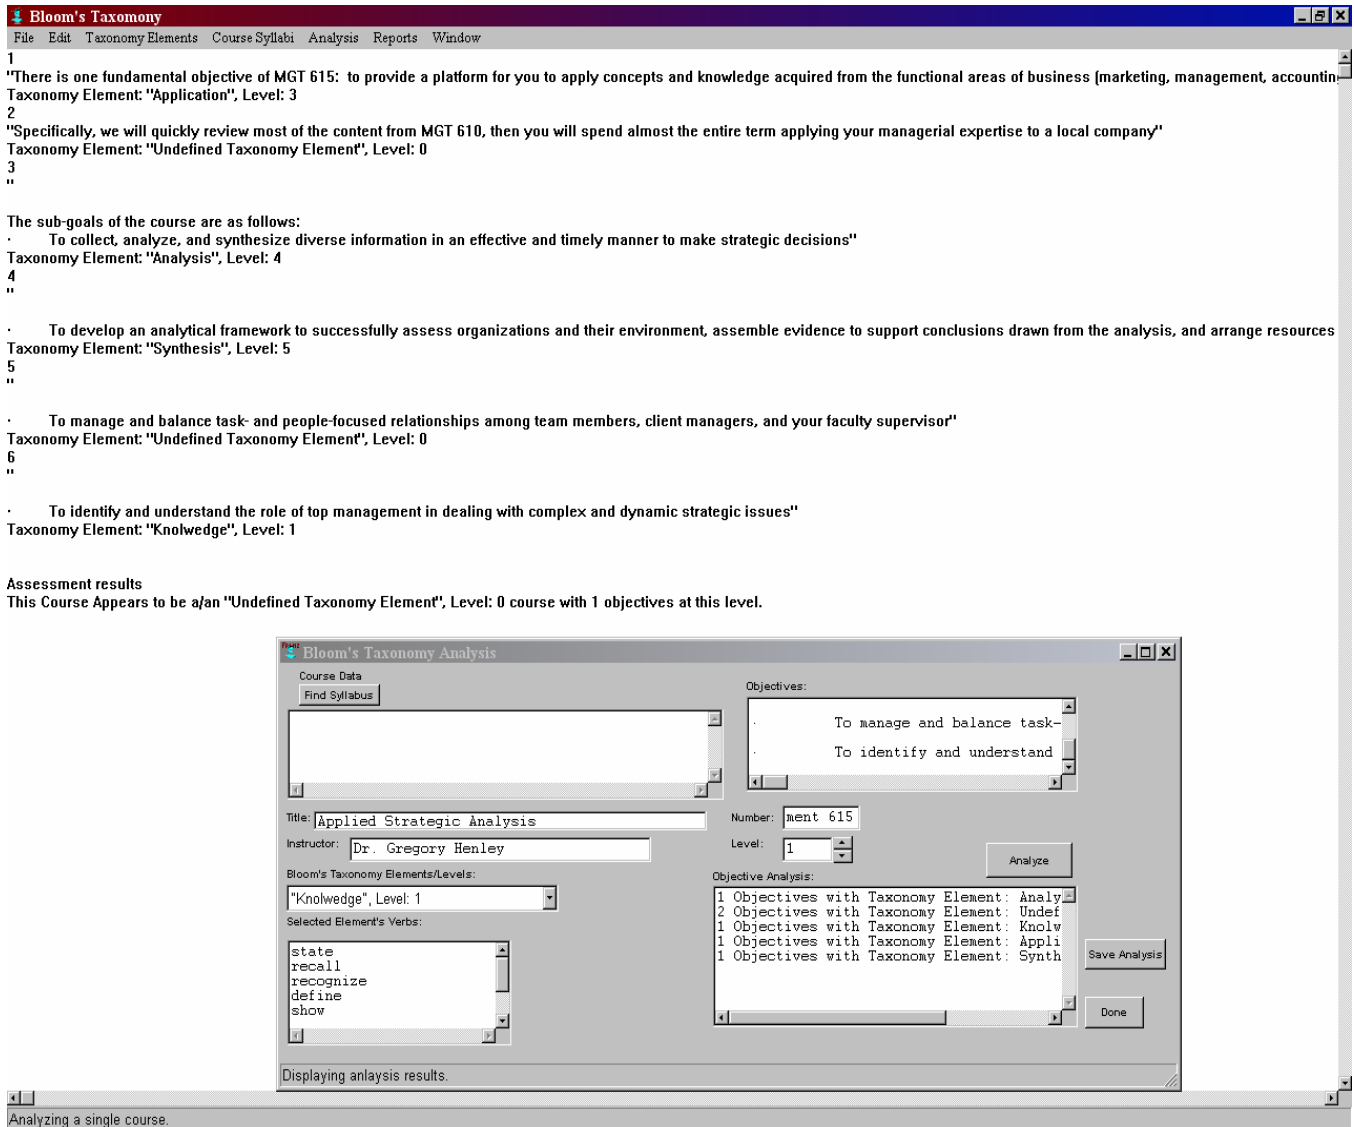 Bloom's Taxomony
File Edit Taxonomy Elements Course Syllabi Analysis Reports Window
1
"There is one fundamental objective of MGT 615: to provide a platform for you to apply concepts and knowledge acquired from the functional areas of business (marketing, management, accounting
Taxonomy Element: "Application", Level: 3
2
"Specifically, we will quickly review most of the content from MGT 610, then you will spend almost the entire term applying your managerial expertise to a local company"
Taxonomy Element: "Undefined Taxonomy Element", Level: 0
3
"
The sub-goals of the course are as follows:
· To collect, analyze, and synthesize diverse information in an effective and timely manner to make strategic decisions"
Taxonomy Element: "Analysis", Level: 4
4
"
· To develop an analytical framework to successfully assess organizations and their environment, assemble evidence to support conclusions drawn from the analysis, and arrange resources
Taxonomy Element: "Synthesis", Level: 5
5
"
· To manage and balance task- and people-focused relationships among team members, client managers, and your faculty supervisor"
Taxonomy Element: "Undefined Taxonomy Element", Level: 0
6
"
· To identify and understand the role of top management in dealing with complex and dynamic strategic issues"
Taxonomy Element: "Knolwedge", Level: 1
Assessment results
This Course Appears to be a/an "Undefined Taxonomy Element", Level: 0 course with 1 objectives at this level.
Franz
Bloom's Taxonomy Analysis
Course Data
Find Syllabus
Objectives:
· To manage and balance task-
· To identify and understand
Title: Applied Strategic Analysis
Number: ment 615
Instructor: Dr. Gregory Henley
Level: 1
Analyze
Bloom's Taxonomy Elements/Levels:
"Knolwedge", Level: 1
Objective Analysis:
1 Objectives with Taxonomy Element: Analy
2 Objectives with Taxonomy Element: Undef
1 Objectives with Taxonomy Element: Knolw
1 Objectives with Taxonomy Element: Appli
1 Objectives with Taxonomy Element: Synth
Selected Element's Verbs:
state
recall
recognize
define
show
Save Analysis
Done
Displaying anlaysis results.
Analyzing a single course.